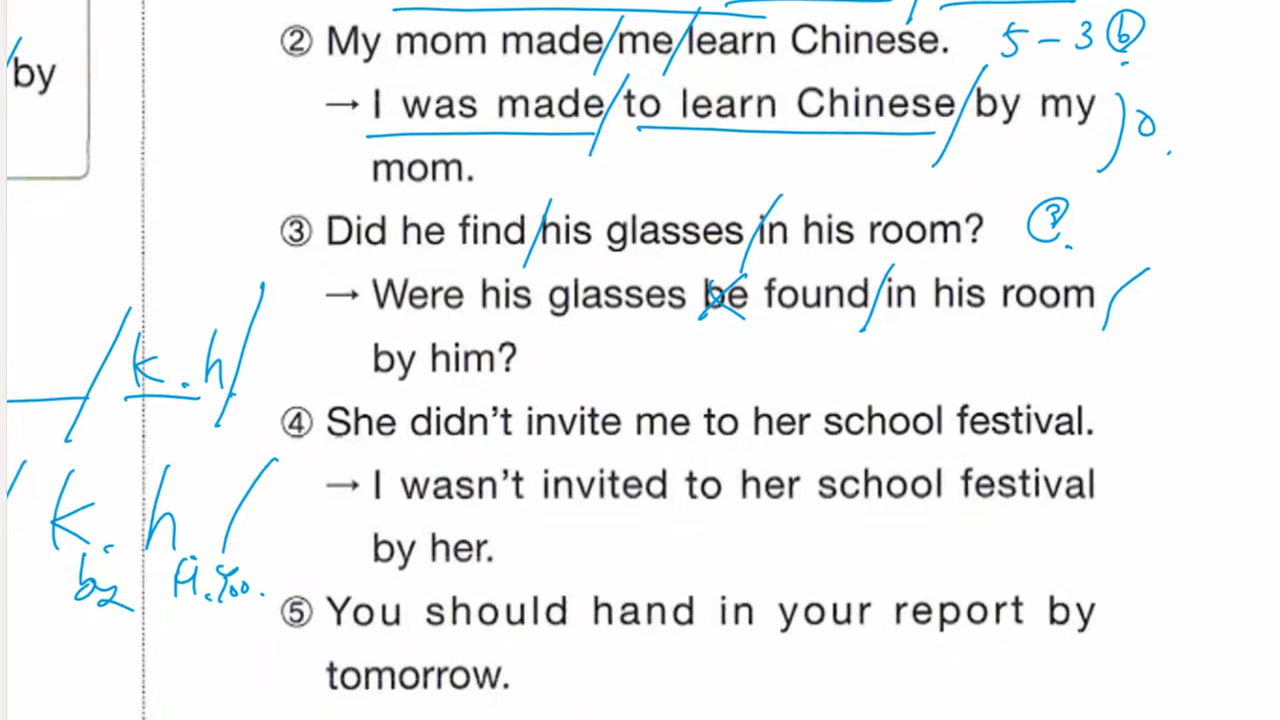 ② My mom made/me/learn Chinese. 5-3 ⓑ
by
→ I was made/to learn Chinese/by my
mom.
③ Did he find/his glasses/in his room?
→ Were his glasses be found/in his room
k.h
by him?
④ She didn't invite me to her school festival.
→ I wasn't invited to her school festival
k. h
by her.
by
⑤ You should hand in your report by
tomorrow.